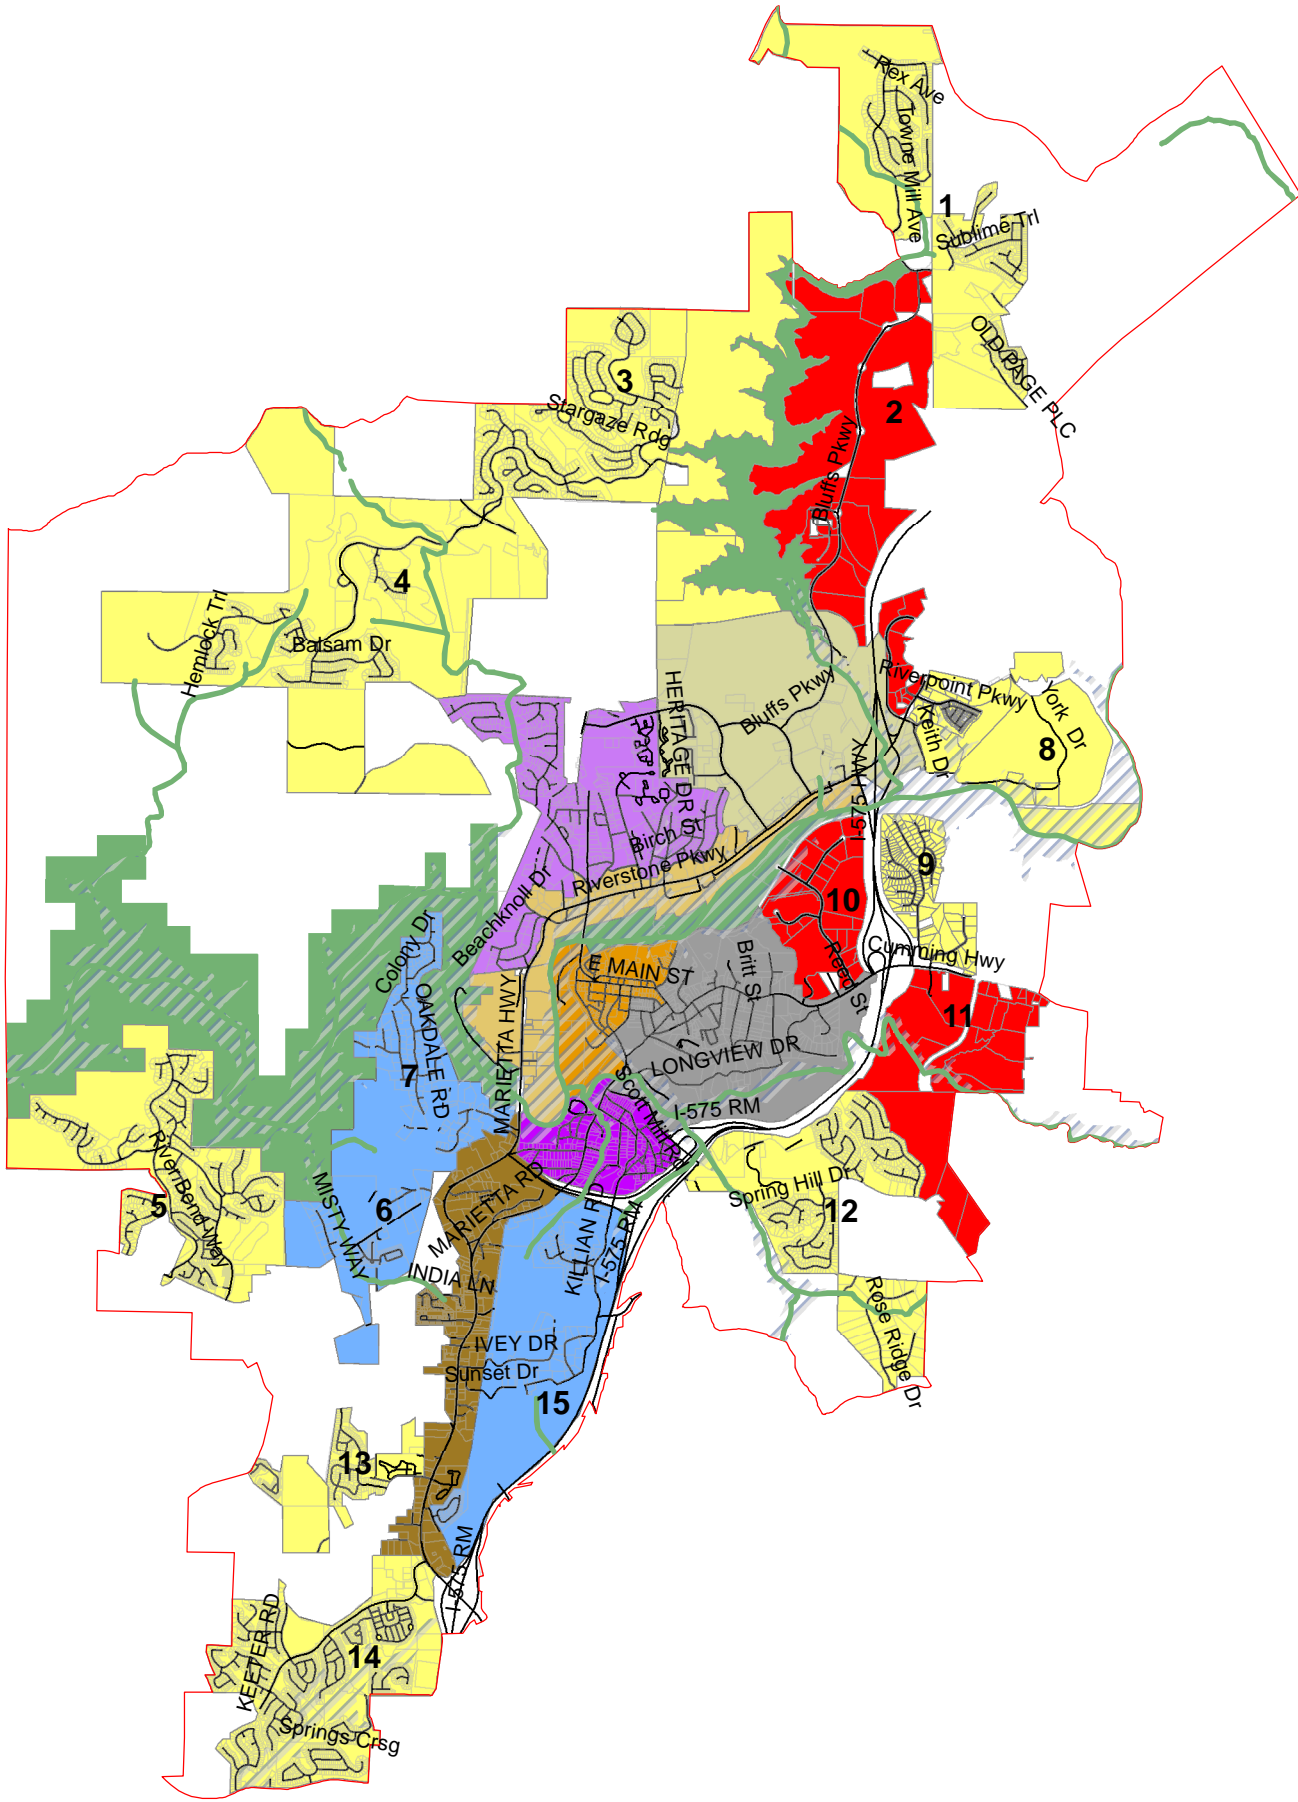 Rex Ave
Towne Mill Ave
1
Sublime Trl
OLD PAGE PLC
3
Stargaze Rdg
2
Bluffs Pkwy
4
Hemlock Trl
Balsam Dr
HERITAGE DR
Bluffs Pkwy
Riverpoint Pkwy
York Dr
Keith Dr
8
I-575 HWY
Birch St
Riverstone Pkwy
9
10
Beachknoll Dr
Colony Dr
E MAIN ST
Britt St
Reed St
Cumming Hwy
OAKDALE RD
MARIETTA HWY
11
LONGVIEW DR
7
Scott Mill Rd
I-575 RM
River Bend Way
5
MISTY WAY
6
MARIETTA RD
KILLIAN RD
I-575 RM
Spring Hill Dr
12
INDIA LN
Rose Ridge Dr
IVEY DR
Sunset Dr
15
13
I-575 RM
KEETER RD
14
Springs Crsg